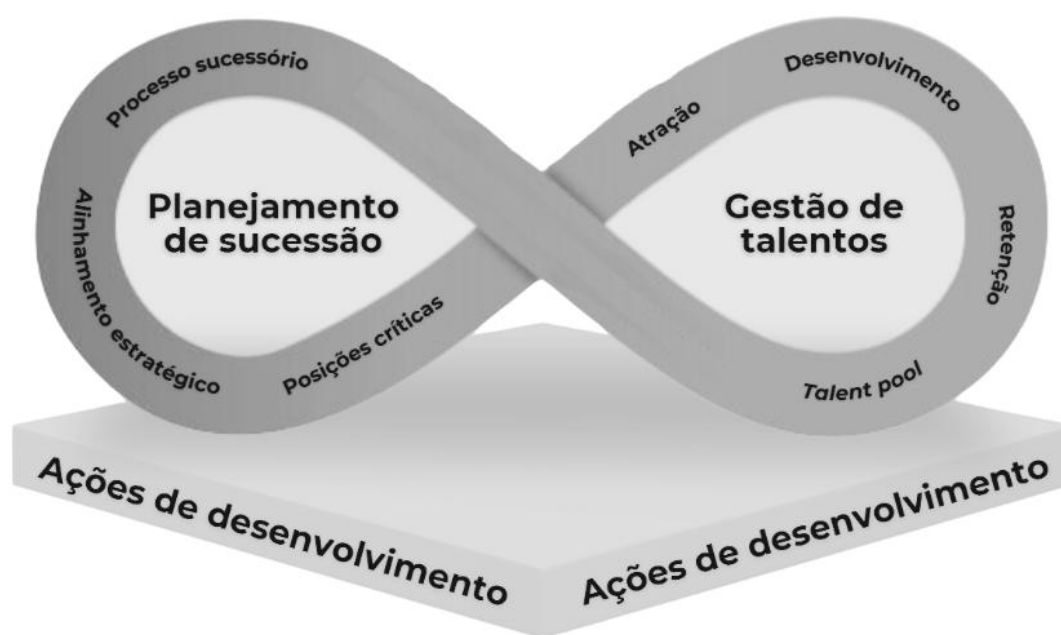 Processo sucessório
Alinhamento estratégico
Posições críticas
Planejamento
de sucessão
Atração
Desenvolvimento
Retenção
Talent pool
Gestão de
talentos
Ações de desenvolvimento
Ações de desenvolvimento